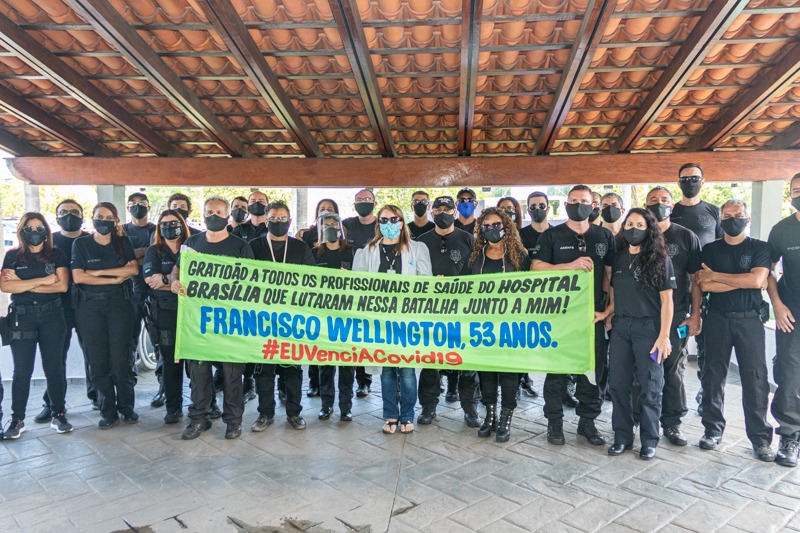 GRATIDÃO A TODOS OS PROFISSIONAIS DE SAÚDE DO HOSPITAL
BRASÍLIA QUE LUTARAM NESSA BATALHA JUNTO A MIM!
FRANCISCO WELLINGTON, 53 ANOS.
#EUVenciACovid19